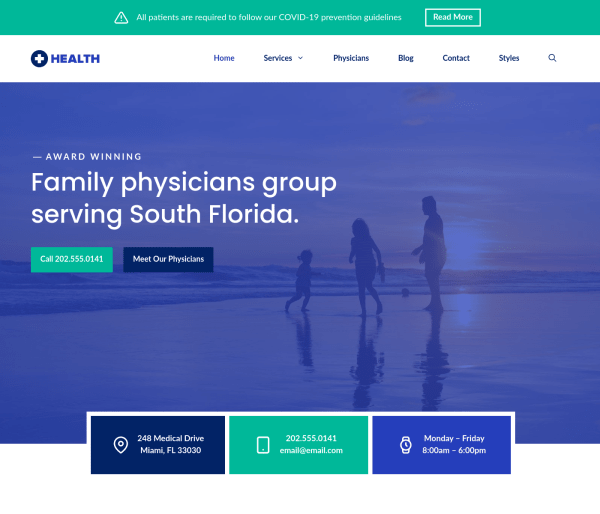 All patients are required to follow our COVID-19 prevention guidelines
Read More
HEALTH
Home
Services
Physicians
Blog
Contact
Styles
— AWARD WINNING
Family physicians group
serving South Florida.
Call 202.555.0141
Meet Our Physicians
248 Medical Drive
Miami, FL 33030
202.555.0141
email@email.com
Monday – Friday
8:00am – 6:00pm